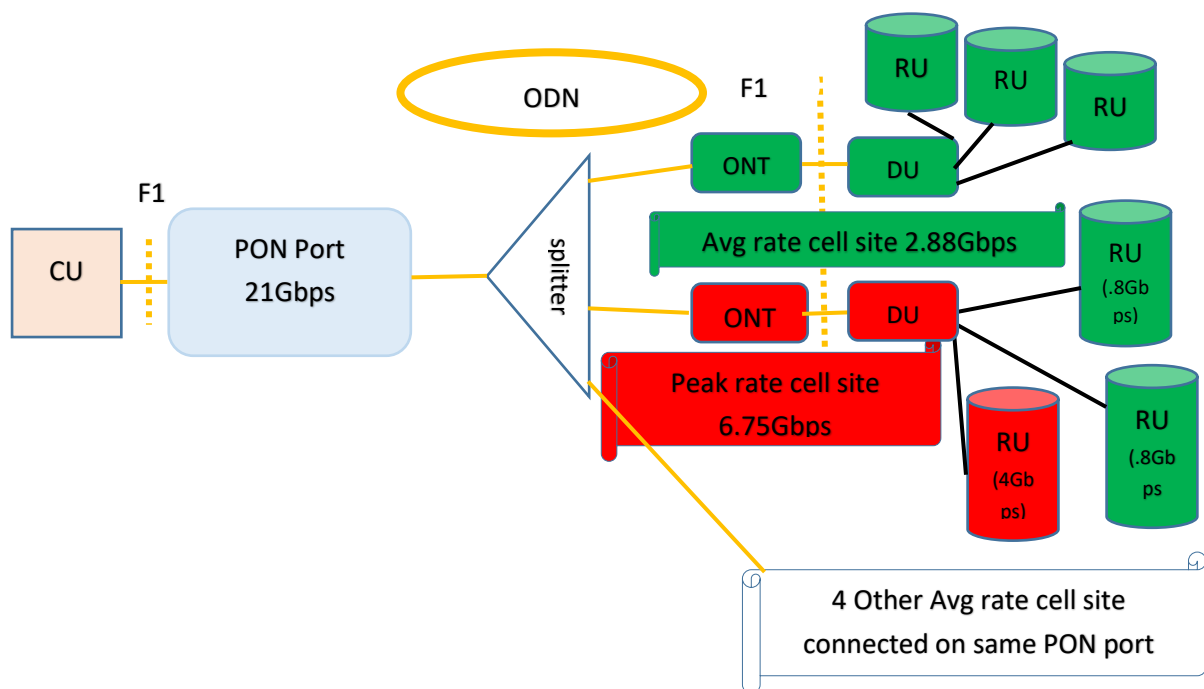 ODN
F1
RU
RU
RU
ONT
DU
F1
CU
PON Port
21Gbps
splitter
Avg rate cell site 2.88Gbps
RU
(.8Gb
ps)
ONT
DU
Peak rate cell site
6.75Gbps
RU
(4Gb
ps)
RU
(.8Gb
ps
4 Other Avg rate cell site
connected on same PON port